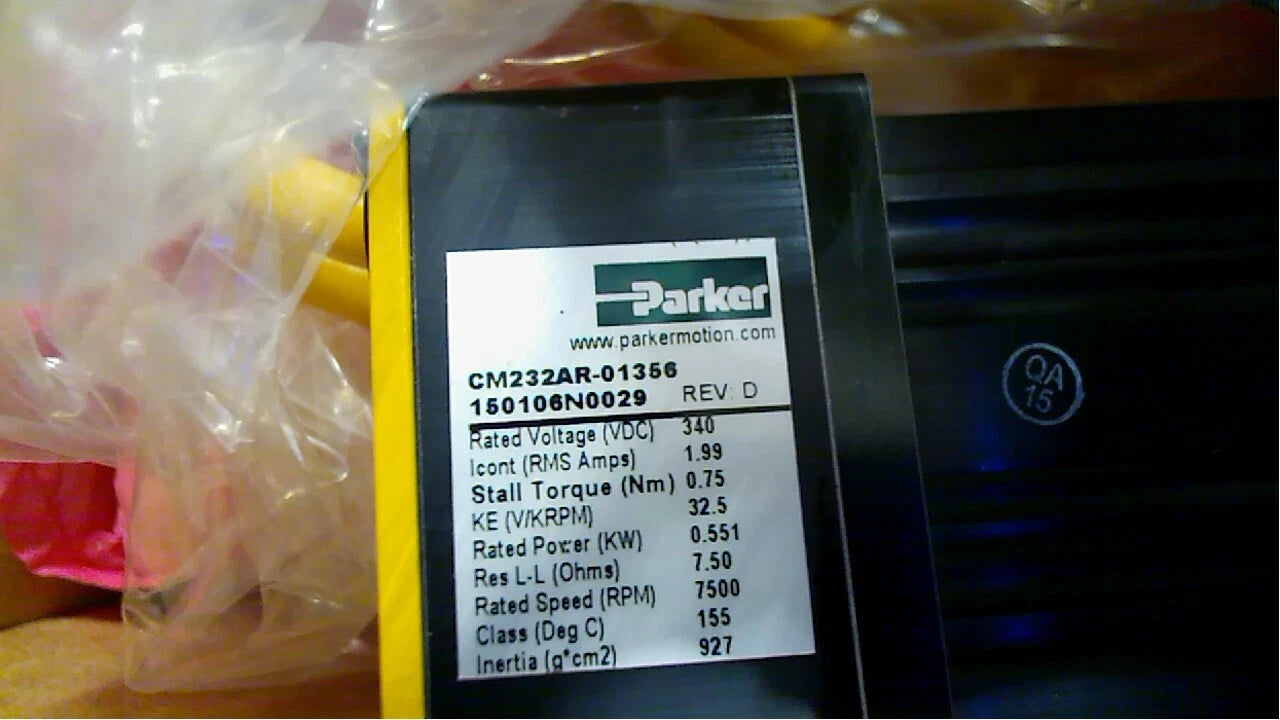 Parker
www.parkermotion.com
CM232AR-01356
150106N0029 REV: D
Rated Voltage (VDC) 340
Icont (RMS Amps) 1.99
Stall Torque (Nm) 0.75
KE (V/KRPM) 32.5
Rated Power (KW) 0.551
Res L-L (Ohms) 7.50
Rated Speed (RPM) 7500
Class (Deg C) 155
Inertia (g*cm2) 927
QA
15